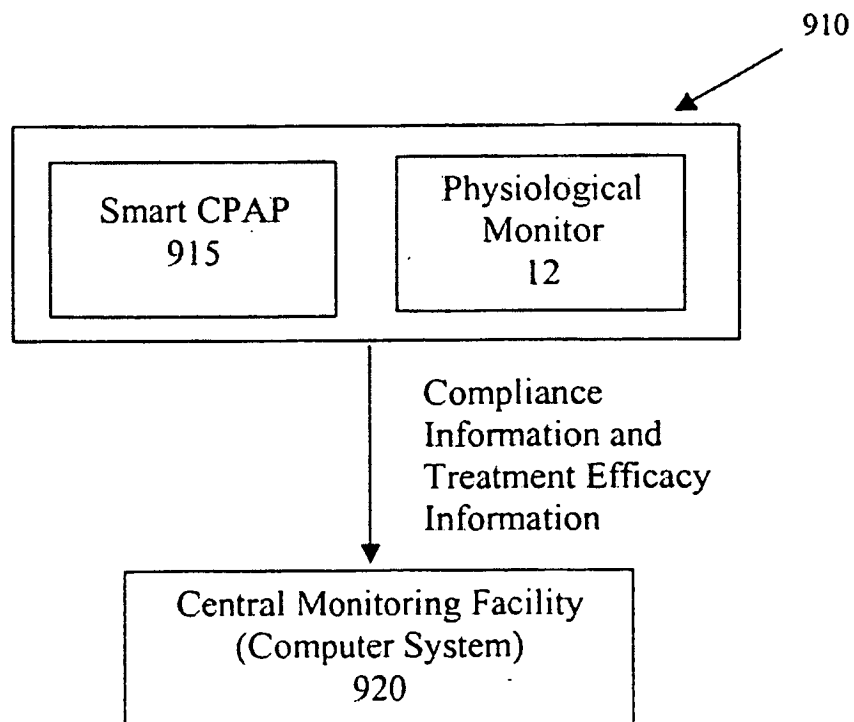 910
Smart CPAP
915
Physiological
Monitor
12
Compliance
Information and
Treatment Efficacy
Information
Central Monitoring Facility
(Computer System)
920